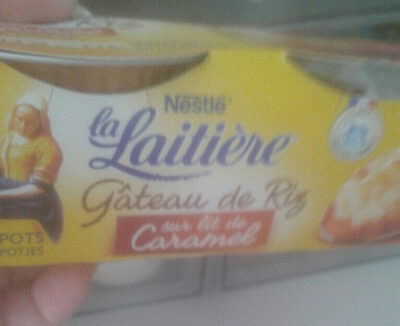 Nestlé
la Laitière
Gâteau de Riz
sur lit de
Caramel
POTS
POTJES